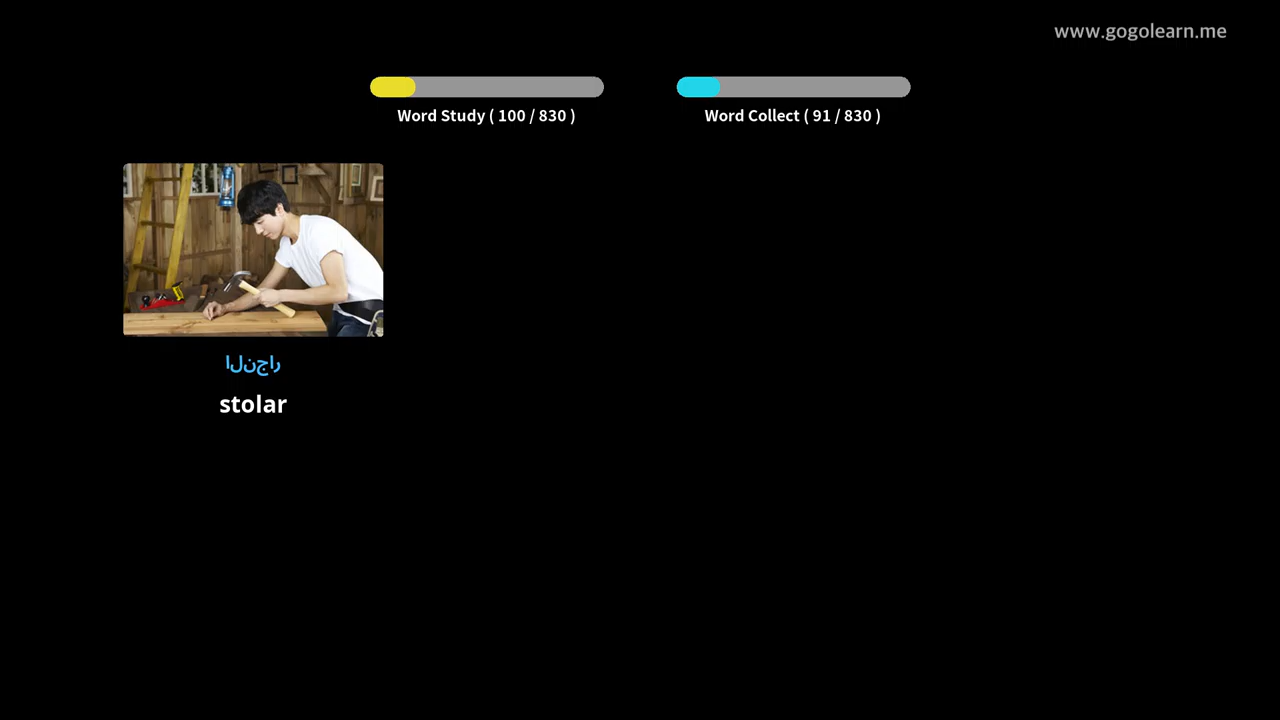 www.gogolearn.me
Word Study ( 100 / 830 )
Word Collect ( 91 / 830 )
النجار
stolar